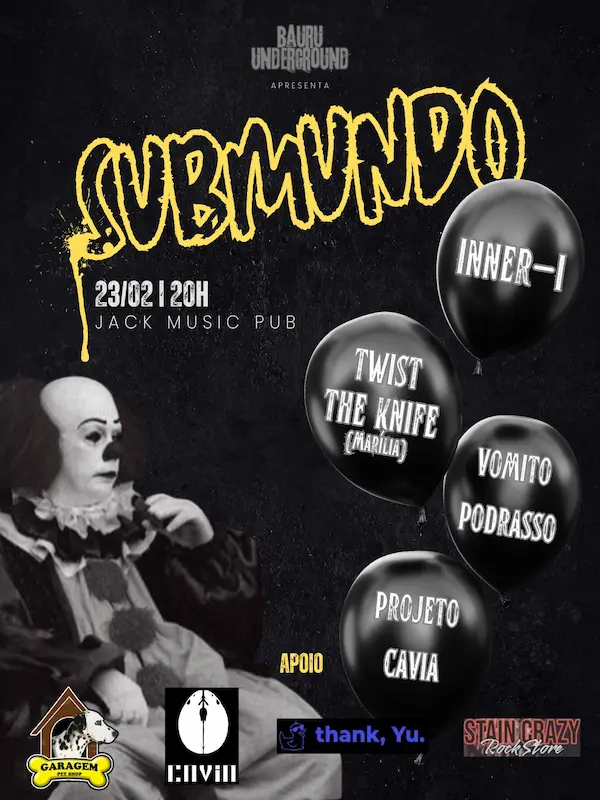 BAURU
UNDERGROUND
APRESENTA
SUBMUNDO
23/02 | 20H
JACK MUSIC PUB
INNER-I
TWIST
THE KNIFE
(MARÍLIA)
VOMITO
PODRASSO
PROJETO
CAVIA
APOIO
GARAGEM
PET SHOP
thank, Yu.
STAIN CRAZY
RockStore